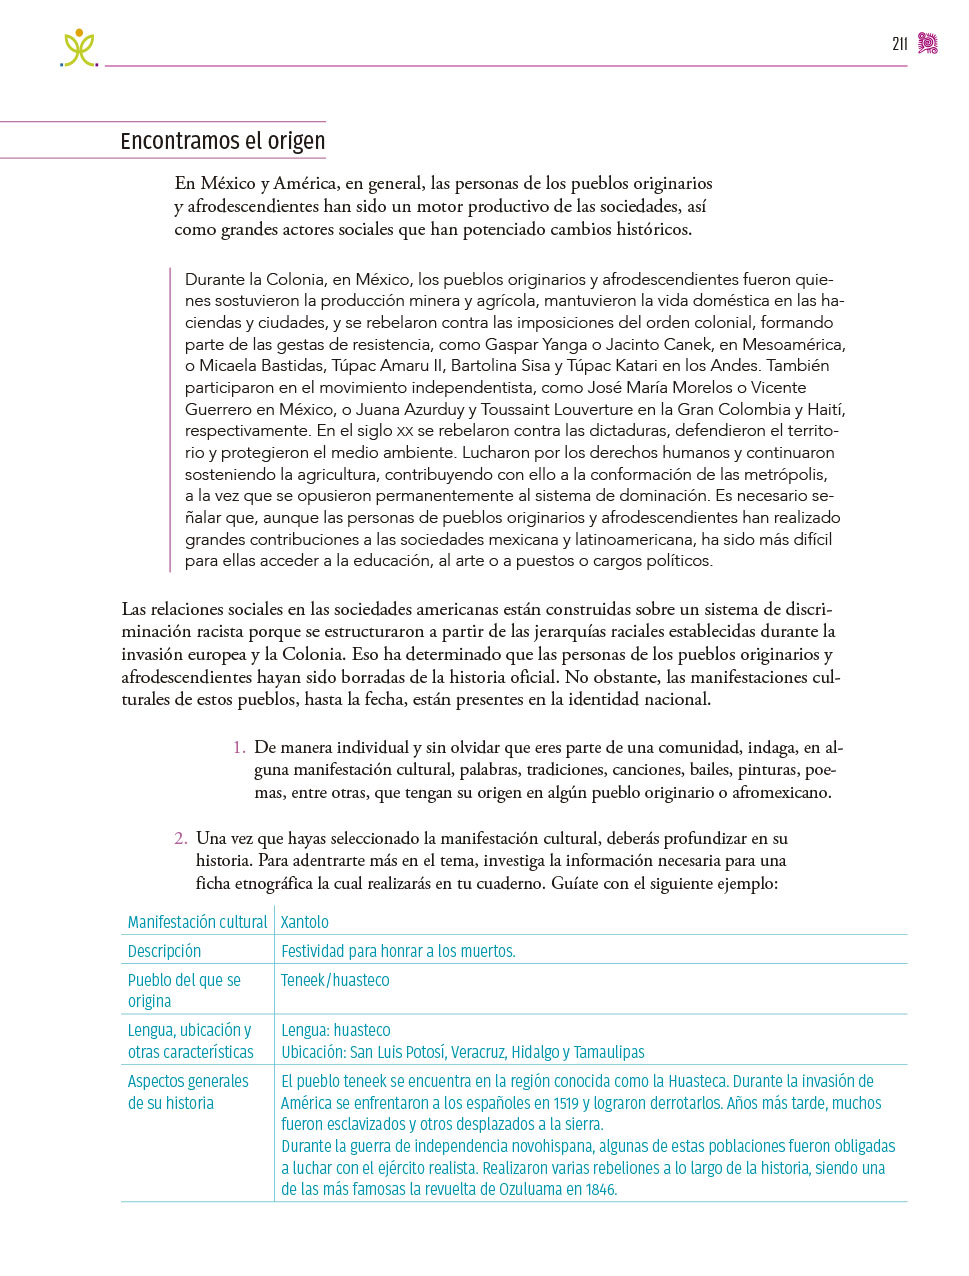 211
Encontramos el origen
En México y América, en general, las personas de los pueblos originarios
y afrodescendientes han sido un motor productivo de las sociedades, así
como grandes actores sociales que han potenciado cambios históricos.
Durante la Colonia, en México, los pueblos originarios y afrodescendientes fueron quie-
nes sostuvieron la producción minera y agrícola, mantuvieron la vida doméstica en las ha-
ciendas y ciudades, y se rebelaron contra las imposiciones del orden colonial, formando
parte de las gestas de resistencia, como Gaspar Yanga o Jacinto Canek, en Mesoamérica,
o Micaela Bastidas, Túpac Amaru II, Bartolina Sisa y Túpac Katari en los Andes. También
participaron en el movimiento independentista, como José María Morelos o Vicente
Guerrero en México, o Juana Azurduy y Toussaint Louverture en la Gran Colombia y Haití,
respectivamente. En el siglo XX se rebelaron contra las dictaduras, defendieron el territo-
rio y protegieron el medio ambiente. Lucharon por los derechos humanos y continuaron
sosteniendo la agricultura, contribuyendo con ello a la conformación de las metrópolis,
a la vez que se opusieron permanentemente al sistema de dominación. Es necesario se-
ñalar que, aunque las personas de pueblos originarios y afrodescendientes han realizado
grandes contribuciones a las sociedades mexicana y latinoamericana, ha sido más difícil
para ellas acceder a la educación, al arte o a puestos o cargos políticos.
Las relaciones sociales en las sociedades americanas están construidas sobre un sistema de discri-
minación racista porque se estructuraron a partir de las jerarquías raciales establecidas durante la
invasión europea y la Colonia. Eso ha determinado que las personas de los pueblos originarios y
afrodescendientes hayan sido borradas de la historia oficial. No obstante, las manifestaciones cul-
turales de estos pueblos, hasta la fecha, están presentes en la identidad nacional.
1. De manera individual y sin olvidar que eres parte de una comunidad, indaga, en al-
guna manifestación cultural, palabras, tradiciones, canciones, bailes, pinturas, poe-
mas, entre otras, que tengan su origen en algún pueblo originario o afromexicano.
2. Una vez que hayas seleccionado la manifestación cultural, deberás profundizar en su
historia. Para adentrarte más en el tema, investiga la información necesaria para una
ficha etnográfica la cual realizarás en tu cuaderno. Guíate con el siguiente ejemplo:
Manifestación cultural Xantolo
Descripción Festividad para honrar a los muertos.
Pueblo del que se Teneek/huasteco
origina
Lengua, ubicación y Lengua: huasteco
otras características Ubicación: San Luis Potosí, Veracruz, Hidalgo y Tamaulipas
Aspectos generales El pueblo teneek se encuentra en la región conocida como la Huasteca. Durante la invasión de
de su historia América se enfrentaron a los españoles en 1519 y lograron derrotarlos. Años más tarde, muchos
fueron esclavizados y otros desplazados a la sierra.
Durante la guerra de independencia novohispana, algunas de estas poblaciones fueron obligadas
a luchar con el ejército realista. Realizaron varias rebeliones a lo largo de la historia, siendo una
de las más famosas la revuelta de Ozuluama en 1846.